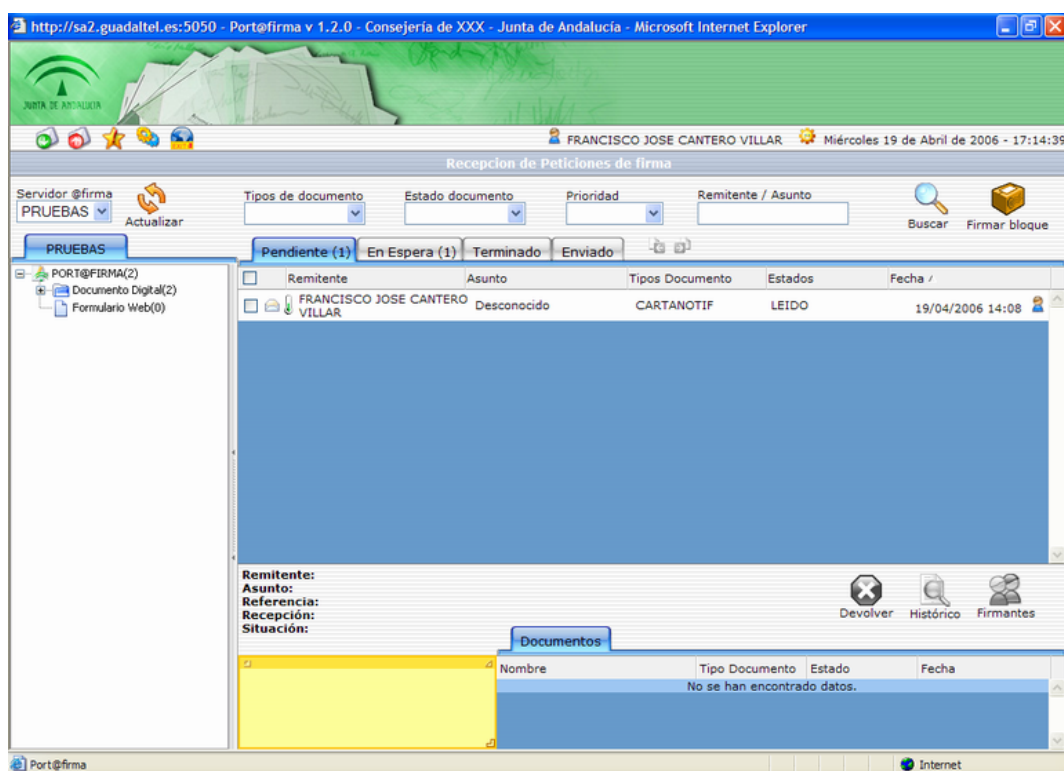 http://sa2.guadaltel.es:5050 - Port@firma v 1.2.0 - Consejería de XXX - Junta de Andalucía - Microsoft Internet Explorer
JUNTA DE ANDALUCIA
FRANCISCO JOSE CANTERO VILLAR Miércoles 19 de Abril de 2006 - 17:14:39
Recepcion de Peticiones de firma
Servidor @firma Tipos de documento Estado documento Prioridad Remitente / Asunto
PRUEBAS Actualizar Buscar Firmar bloque
PRUEBAS Pendiente (1) En Espera (1) Terminado Enviado
PORT@FIRMA(2)
Documento Digital(2)
Formulario Web(0)
Remitente Asunto Tipos Documento Estados Fecha /
FRANCISCO JOSE CANTERO VILLAR Desconocido CARTANOTIF LEIDO 19/04/2006 14:08
Remitente:
Asunto:
Referencia:
Recepción:
Situación:
Devolver Histórico Firmantes
Documentos
Nombre Tipo Documento Estado Fecha
No se han encontrado datos.
Port@firma Internet